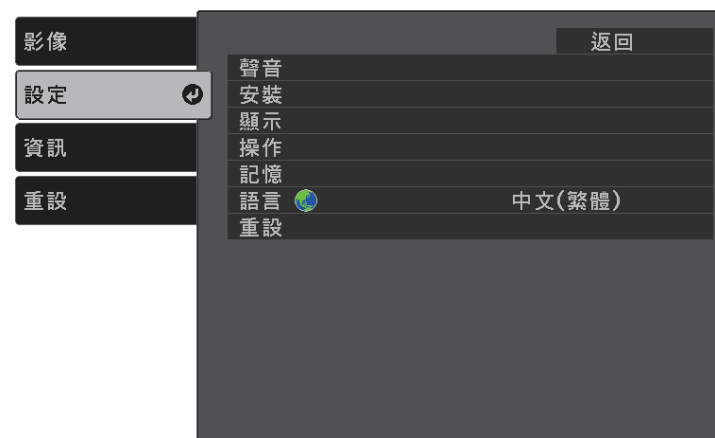 影像
設定
資訊
重設
返回
聲音
安裝
顯示
操作
記憶
語言 中文(繁體)
重設